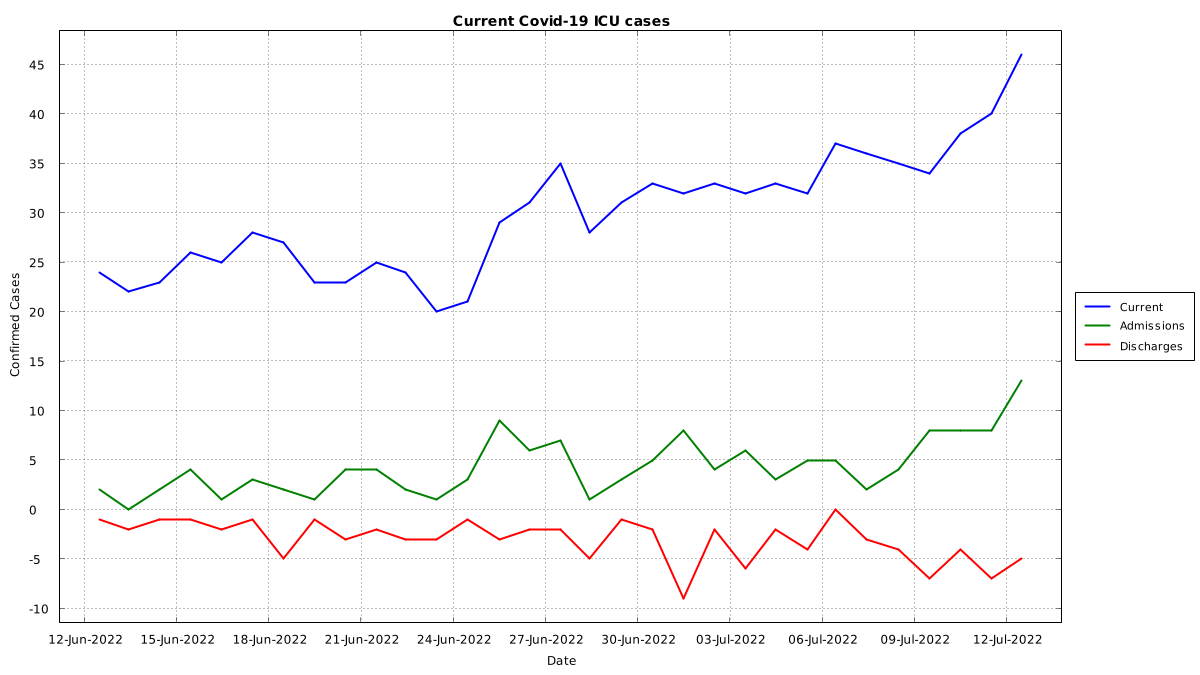 Current Covid-19 ICU cases
45
40
35
30
25
20
15
10
5
0
-5
-10
Confirmed Cases
12-Jun-2022 15-Jun-2022 18-Jun-2022 21-Jun-2022 24-Jun-2022 27-Jun-2022 30-Jun-2022 03-Jul-2022 06-Jul-2022 09-Jul-2022 12-Jul-2022
Date
Current
Admissions
Discharges